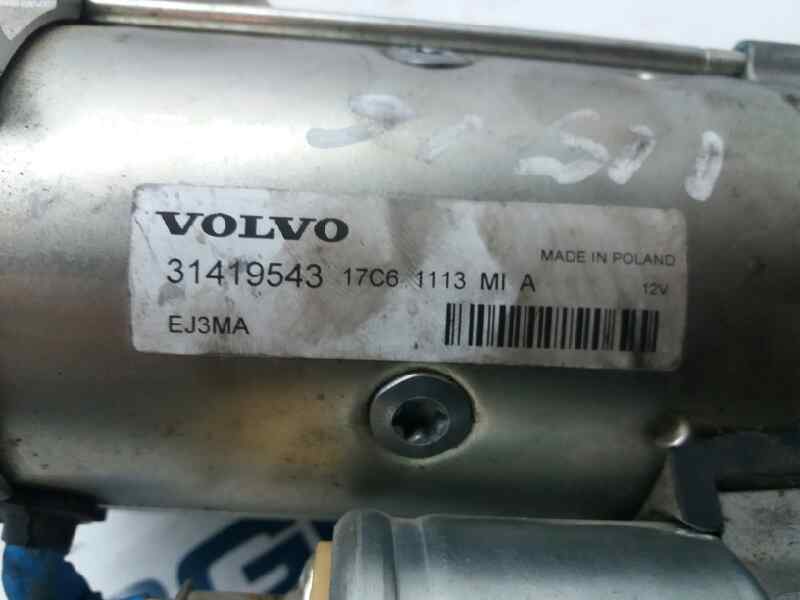 VOLVO
MADE IN POLAND
31419543 17C6 1113 MI A
12V
EJ3MA